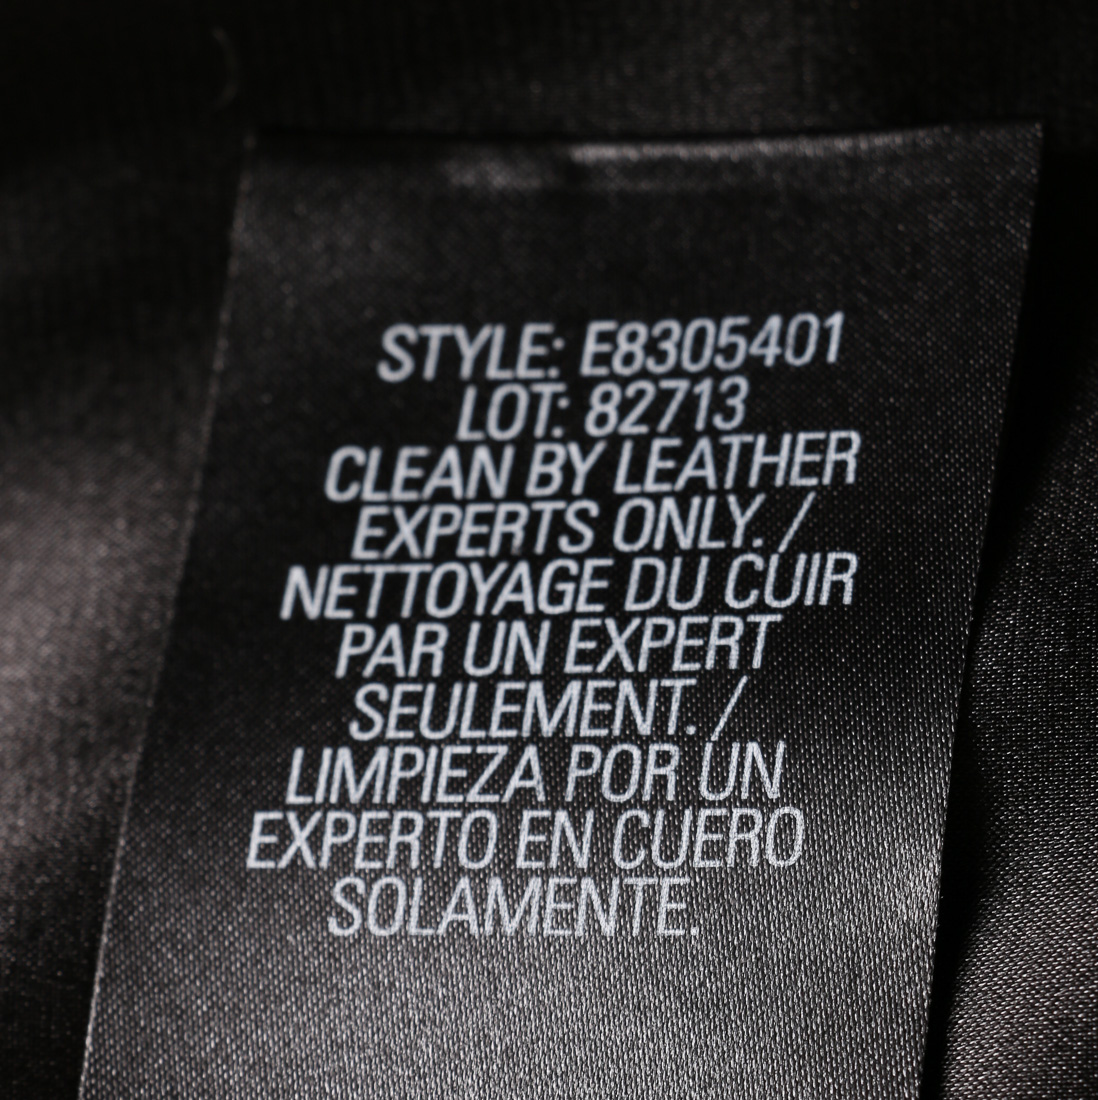 STYLE: E8305401
LOT: 82713
CLEAN BY LEATHER
EXPERTS ONLY. /
NETTOYAGE DU CUIR
PAR UN EXPERT
SEULEMENT. /
LIMPIEZA POR UN
EXPERTO EN CUERO
SOLAMENTE.